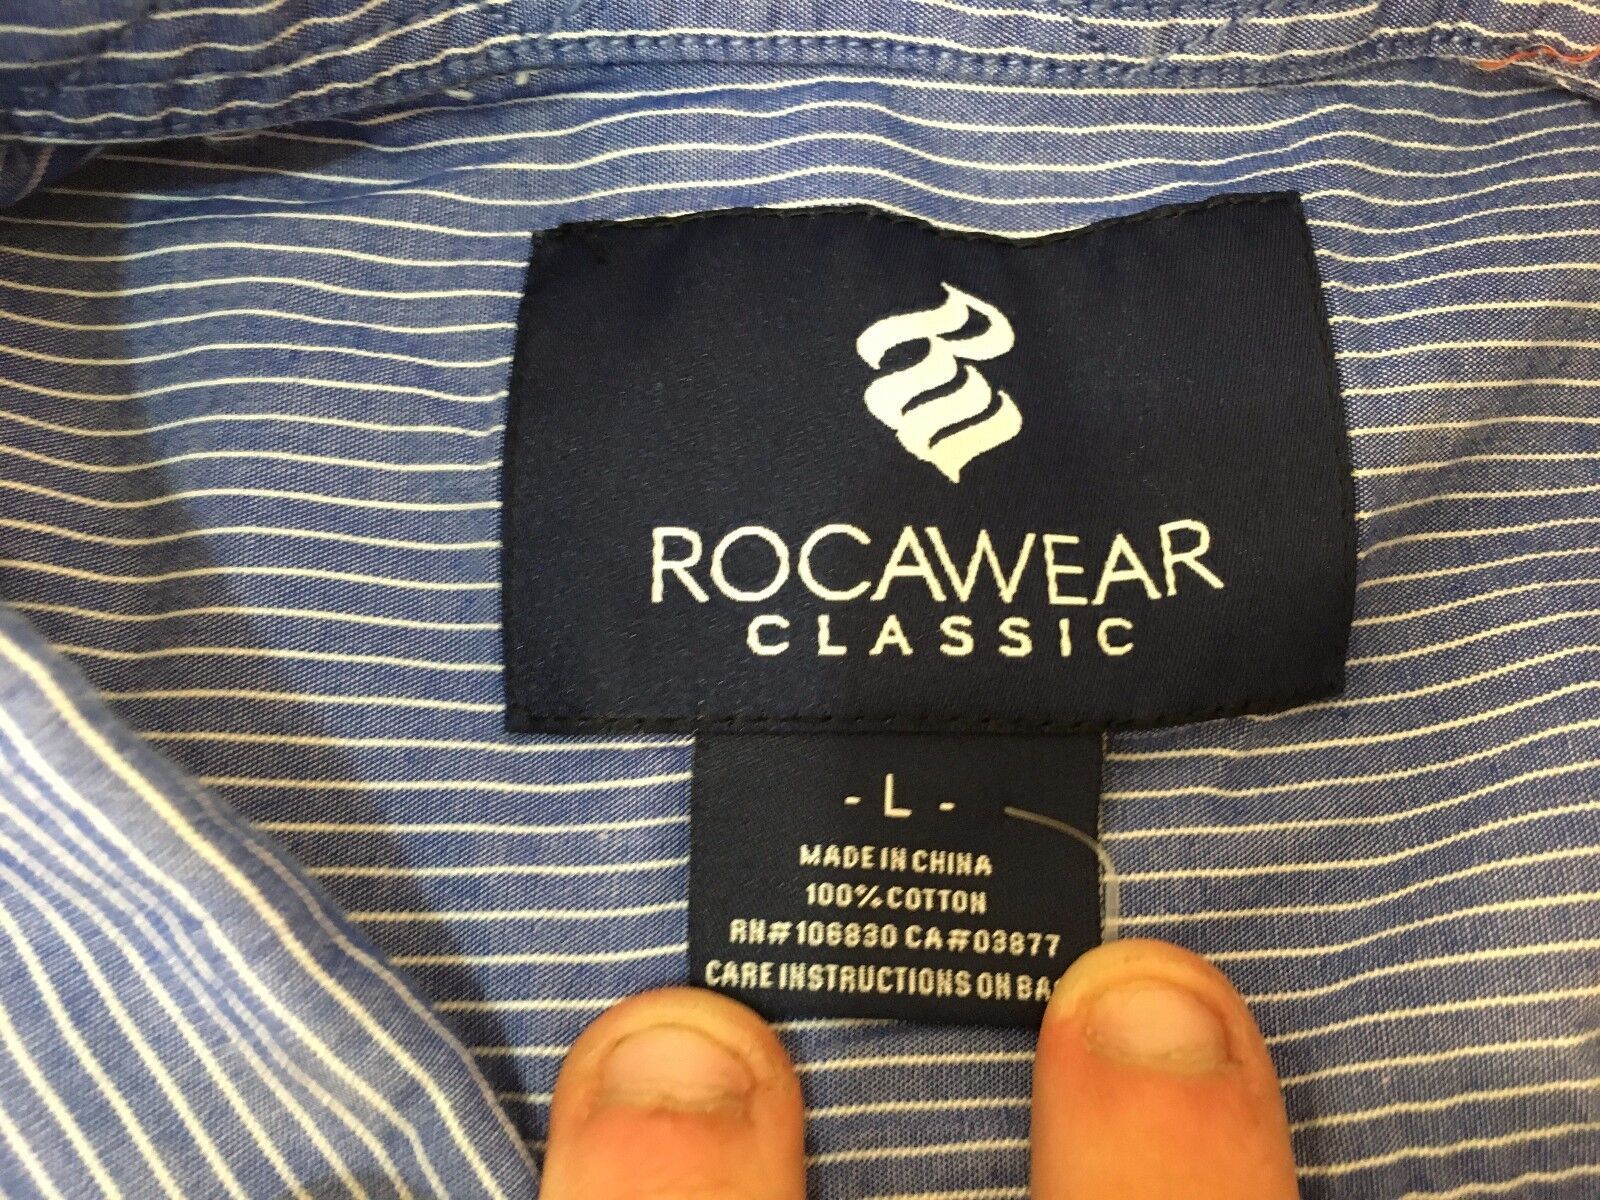 ROCAWEAR
CLASSIC
- L -
MADE IN CHINA
100% COTTON
RN#106830 CA#03877
CARE INSTRUCTIONS ON